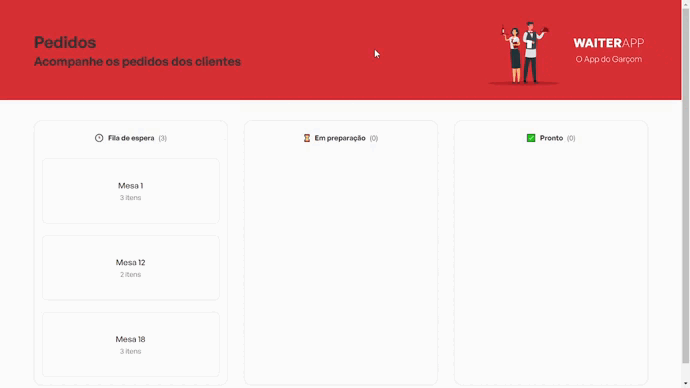 Pedidos
Acompanhe os pedidos dos clientes
WAITERAPP
O App do Garçom
Fila de espera (3)
Mesa 1
3 itens
Mesa 12
2 itens
Mesa 18
3 itens
Em preparação (0)
Pronto (0)